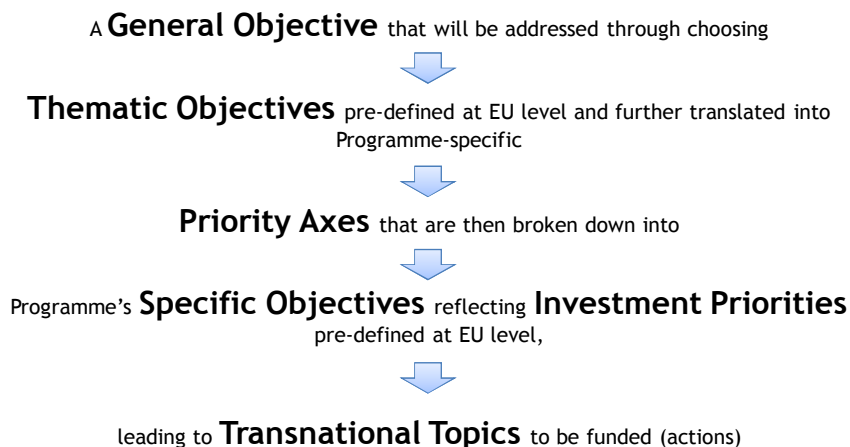 A General Objective that will be addressed through choosing
Thematic Objectives pre-defined at EU level and further translated into
Programme-specific
Priority Axes that are then broken down into
Programme’s Specific Objectives reflecting Investment Priorities
pre-defined at EU level,
leading to Transnational Topics to be funded (actions)